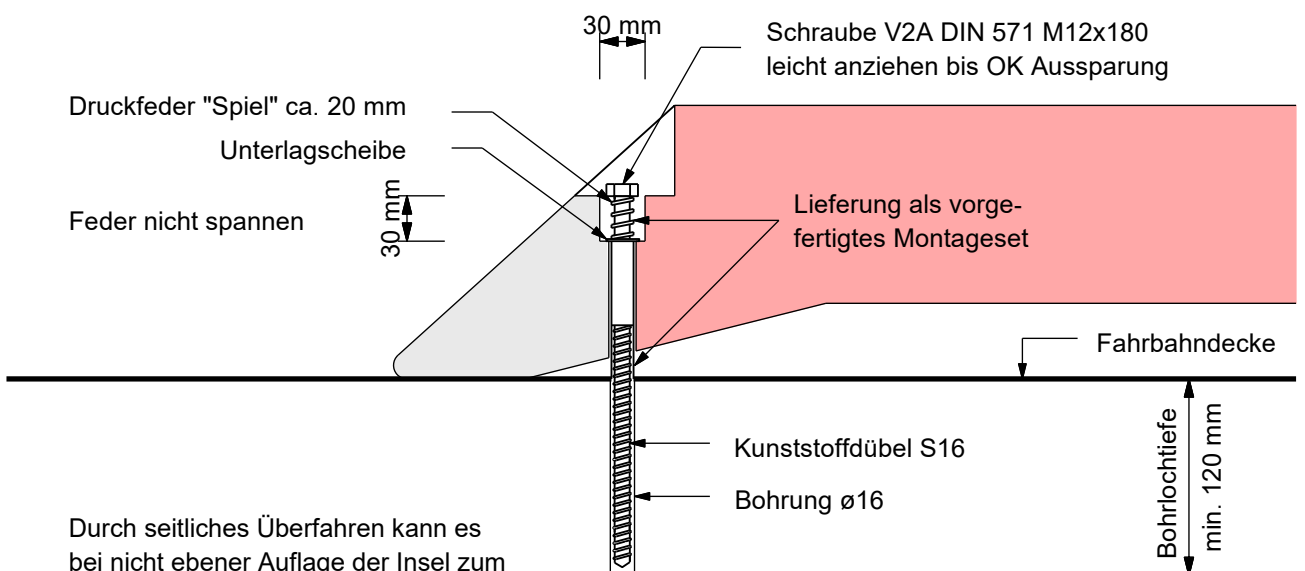 30 mm
Schraube V2A DIN 571 M12x180
leicht anziehen bis OK Aussparung
Druckfeder "Spiel" ca. 20 mm
Unterlagscheibe
30 mm
Feder nicht spannen
Lieferung als vorge-
fertigtes Montageset
Fahrbahndecke
Kunststoffdübel S16
Bohrung ø16
Bohrlochtiefe
min. 120 mm
Durch seitliches Überfahren kann es
bei nicht ebener Auflage der Insel zum